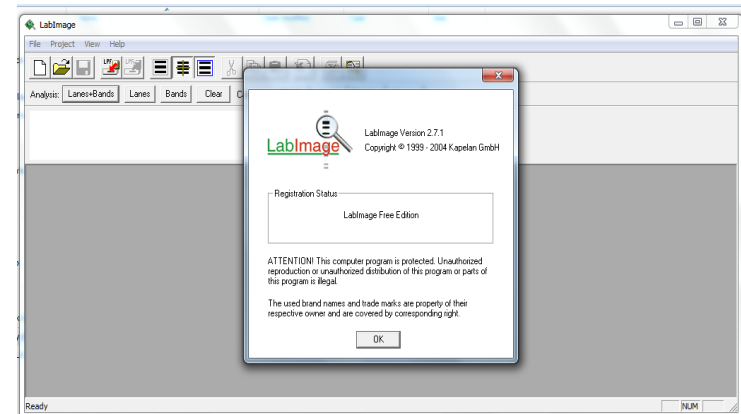 LabImage
File Project View Help
Analysis: Lanes+Bands Lanes Bands Clear
LabImage
LabImage Version 2.7.1
Copyright © 1999 - 2004 Kapelan GmbH
Registration Status
LabImage Free Edition
ATTENTION! This computer program is protected. Unauthorized
reproduction or unauthorized distribution of this program or parts of
this program is illegal.
The used brand names and trade marks are property of their
respective owner and are covered by corresponding right.
OK
Ready
NUM